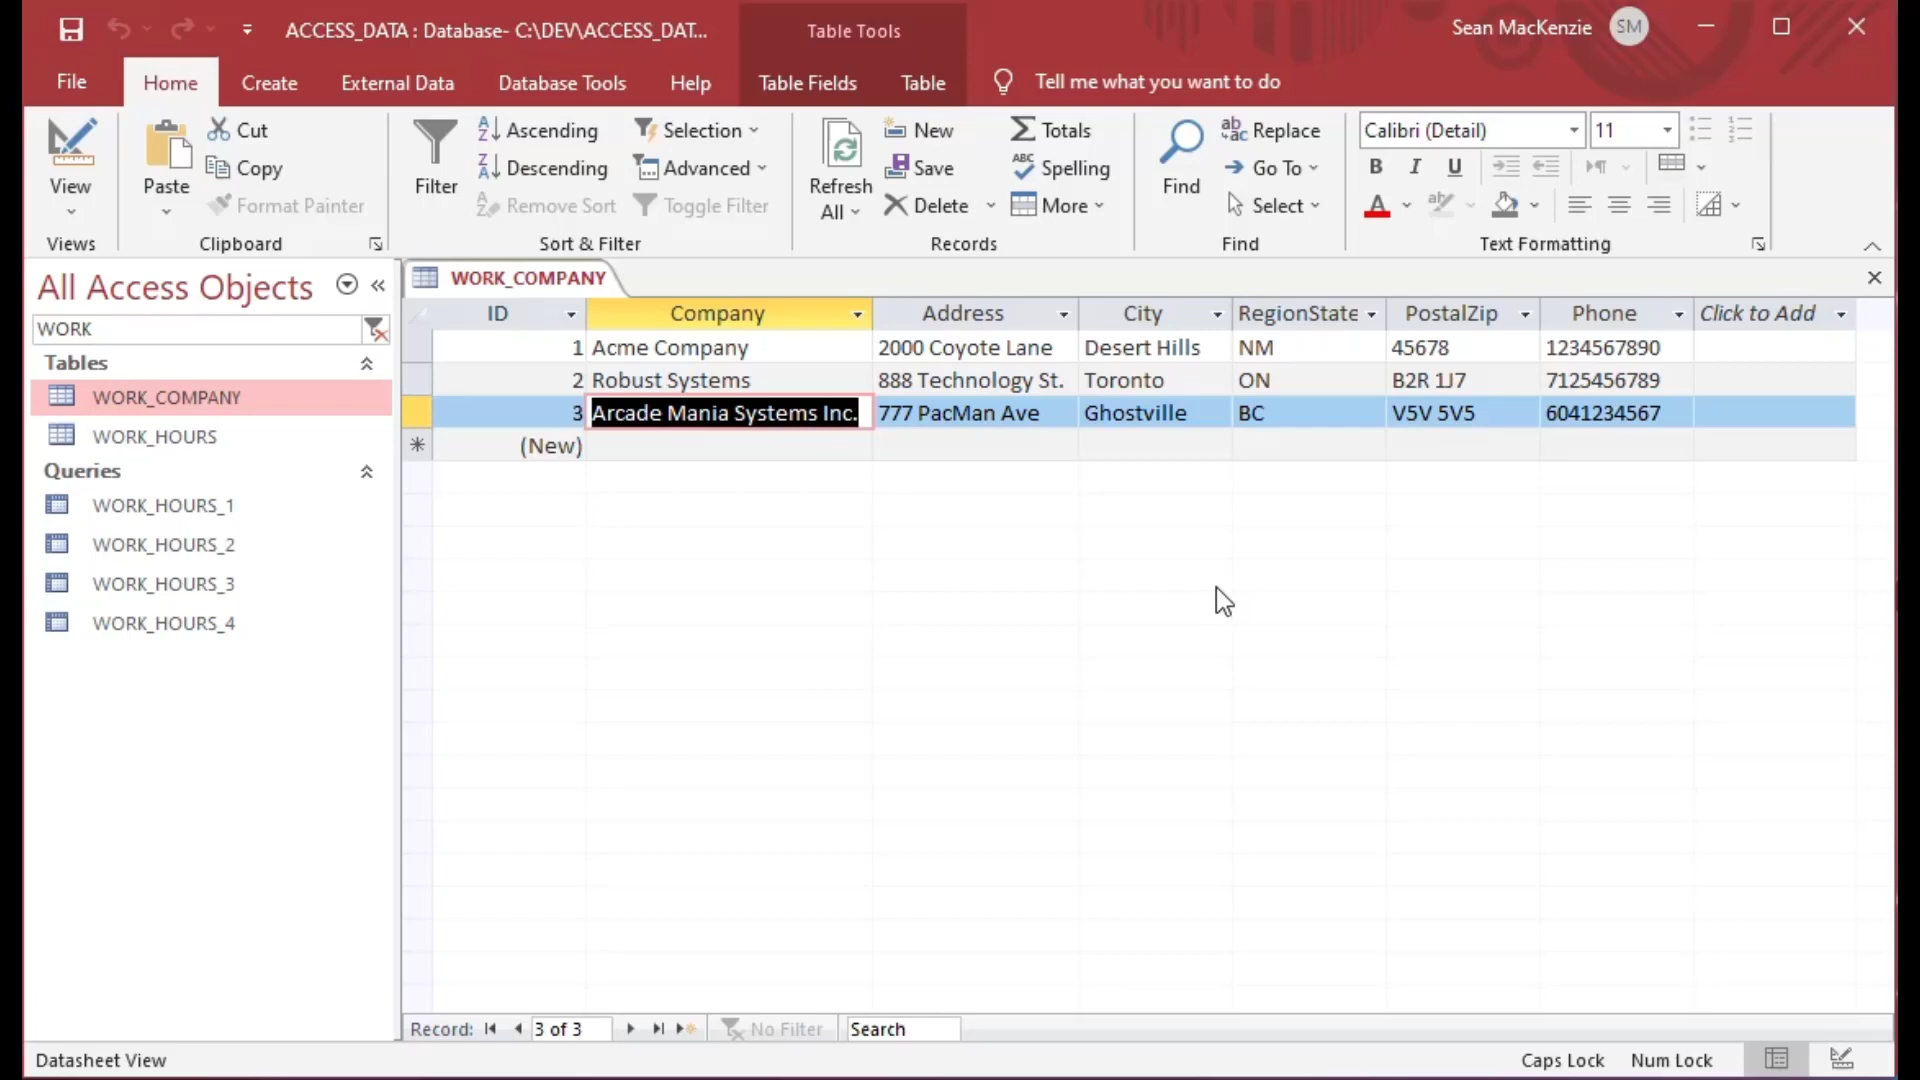 ACCESS_DATA : Database- C:\DEV\ACCESS_DAT...
Table Tools
Sean MacKenzie SM
File Home Create External Data Database Tools Help Table Fields Table Tell me what you want to do
View
Views
Paste
Cut
Copy
Format Painter
Clipboard
Filter
Ascending
Descending
Remove Sort
Selection
Advanced
Toggle Filter
Sort & Filter
Refresh
All
New
Save
Delete
Totals
Spelling
More
Records
Find
Replace
Go To
Select
Find
Calibri (Detail) 11
B I U
Text Formatting
All Access Objects
WORK
Tables
WORK_COMPANY
WORK_HOURS
Queries
WORK_HOURS_1
WORK_HOURS_2
WORK_HOURS_3
WORK_HOURS_4
WORK_COMPANY
ID Company Address City RegionState PostalZip Phone Click to Add
1 Acme Company 2000 Coyote Lane Desert Hills NM 45678 1234567890
2 Robust Systems 888 Technology St. Toronto ON B2R 1J7 7125456789
3 Arcade Mania Systems Inc. 777 PacMan Ave Ghostville BC V5V 5V5 6041234567
* (New)
Record: 3 of 3 No Filter Search
Datasheet View Caps Lock Num Lock